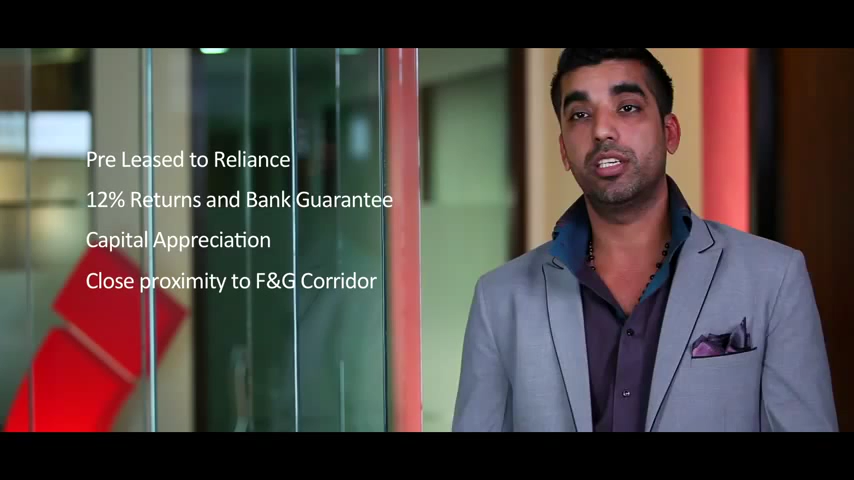 Pre Leased to Reliance
12% Returns and Bank Guarantee
Capital Appreciation
Close proximity to F&G Corridor